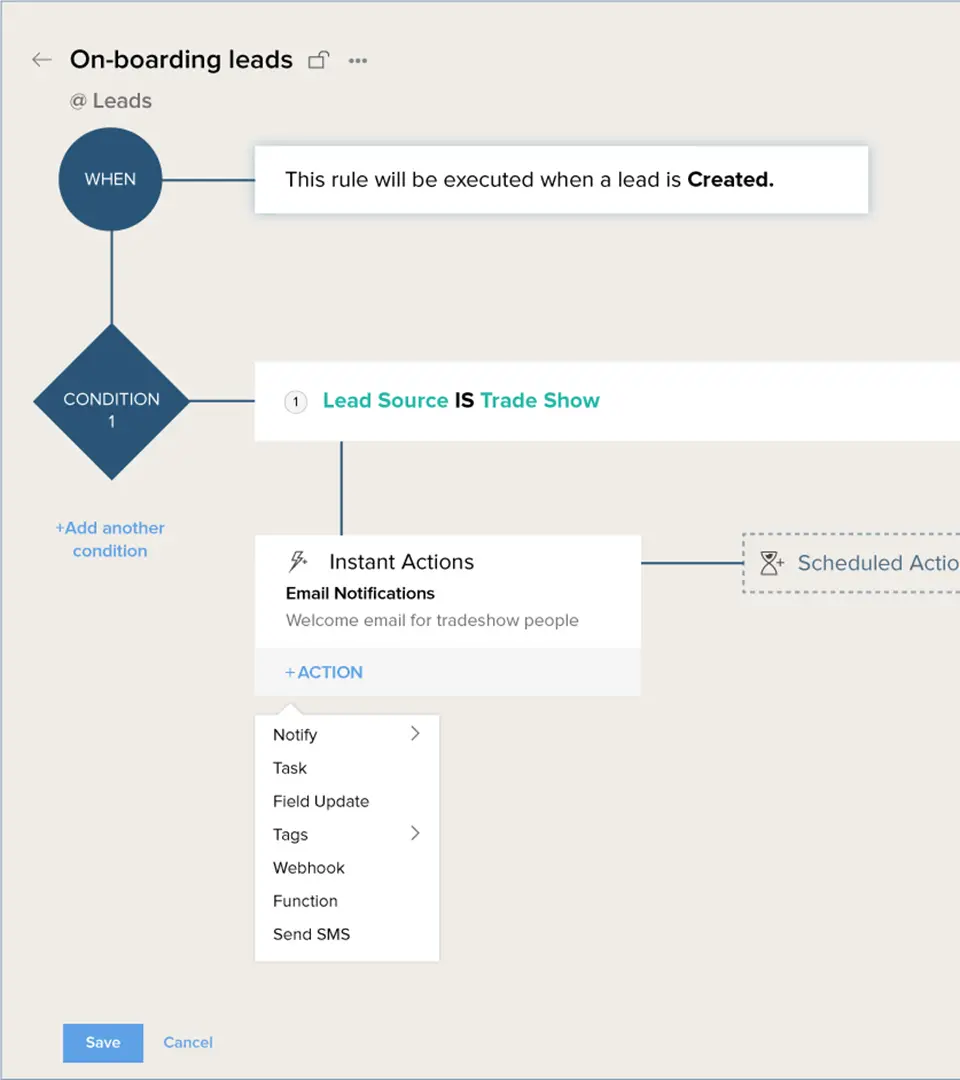 On-boarding leads
@ Leads
WHEN
This rule will be executed when a lead is Created.
CONDITION
1
1 Lead Source IS Trade Show
+Add another
condition
Instant Actions
Email Notifications
Welcome email for tradeshow people
+ACTION
Scheduled Actio
Notify
Task
Field Update
Tags
Webhook
Function
Send SMS
Save
Cancel